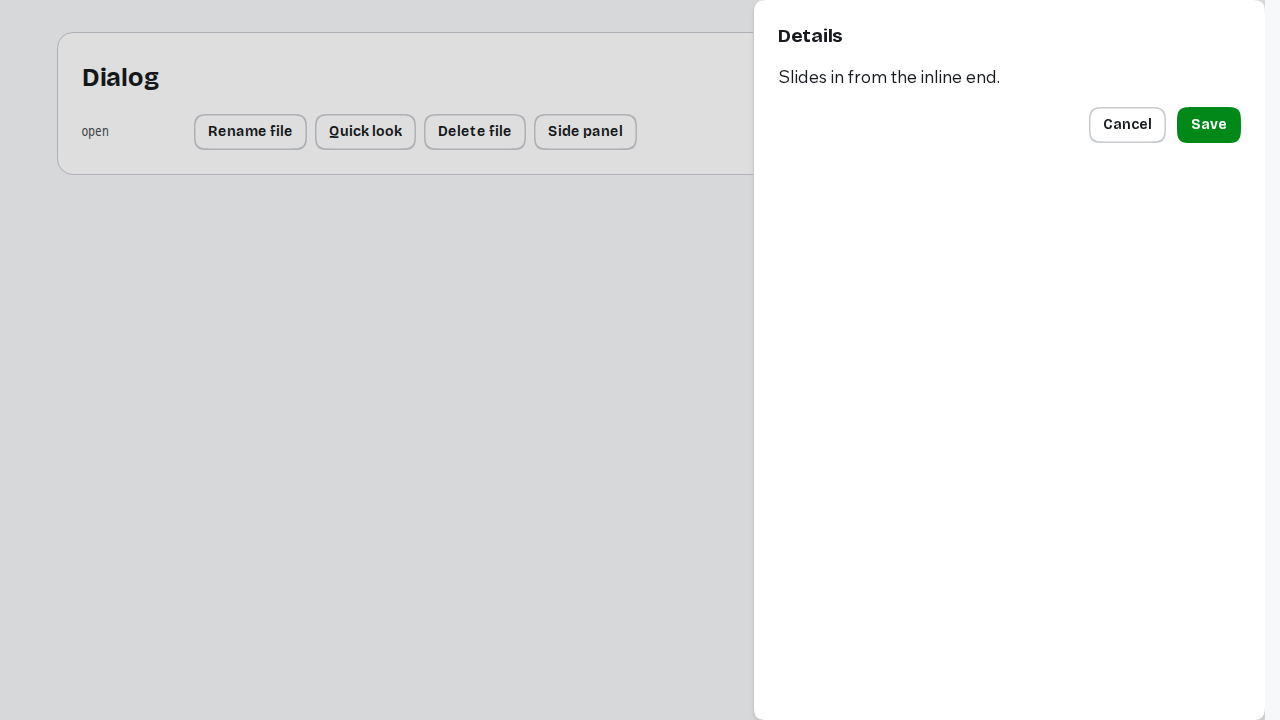 Dialog
open
Rename file
Quick look
Delete file
Side panel
Details
Slides in from the inline end.
Cancel
Save